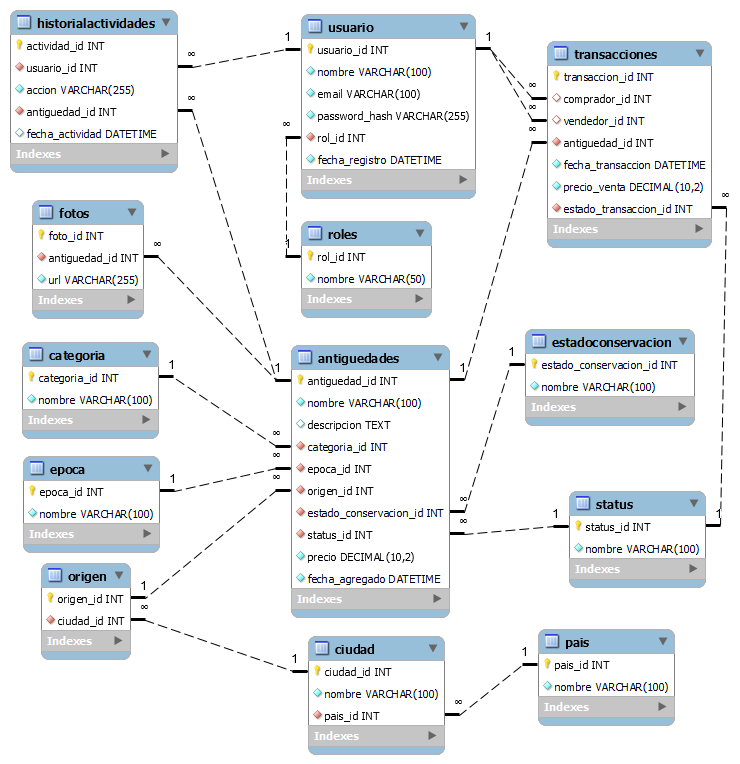 historialactividades
actividad_id INT
usuario_id INT
accion VARCHAR(255)
antiguedad_id INT
fecha_actividad DATETIME
Indexes
∞
∞
1
usuario
usuario_id INT
nombre VARCHAR(100)
email VARCHAR(100)
password_hash VARCHAR(255)
rol_id INT
fecha_registro DATETIME
Indexes
∞
1
transacciones
transaccion_id INT
comprador_id INT
vendedor_id INT
antiguedad_id INT
fecha_transaccion DATETIME
precio_venta DECIMAL(10,2)
estado_transaccion_id INT
Indexes
∞
∞
∞
∞
fotos
foto_id INT
antiguedad_id INT
url VARCHAR(255)
Indexes
∞
roles
rol_id INT
nombre VARCHAR(50)
Indexes
1
categoria
categoria_id INT
nombre VARCHAR(100)
Indexes
1
antiguedades
antiguedad_id INT
nombre VARCHAR(100)
descripcion TEXT
categoria_id INT
epoca_id INT
origen_id INT
estado_conservacion_id INT
status_id INT
precio DECIMAL(10,2)
fecha_agregado DATETIME
Indexes
1
1
∞
∞
∞
∞
∞
estadoconservacion
estado_conservacion_id INT
nombre VARCHAR(100)
Indexes
1
epoca
epoca_id INT
nombre VARCHAR(100)
Indexes
1
status
status_id INT
nombre VARCHAR(100)
Indexes
1
1
origen
origen_id INT
ciudad_id INT
Indexes
1
∞
ciudad
ciudad_id INT
nombre VARCHAR(100)
pais_id INT
Indexes
1
∞
pais
pais_id INT
nombre VARCHAR(100)
Indexes
1